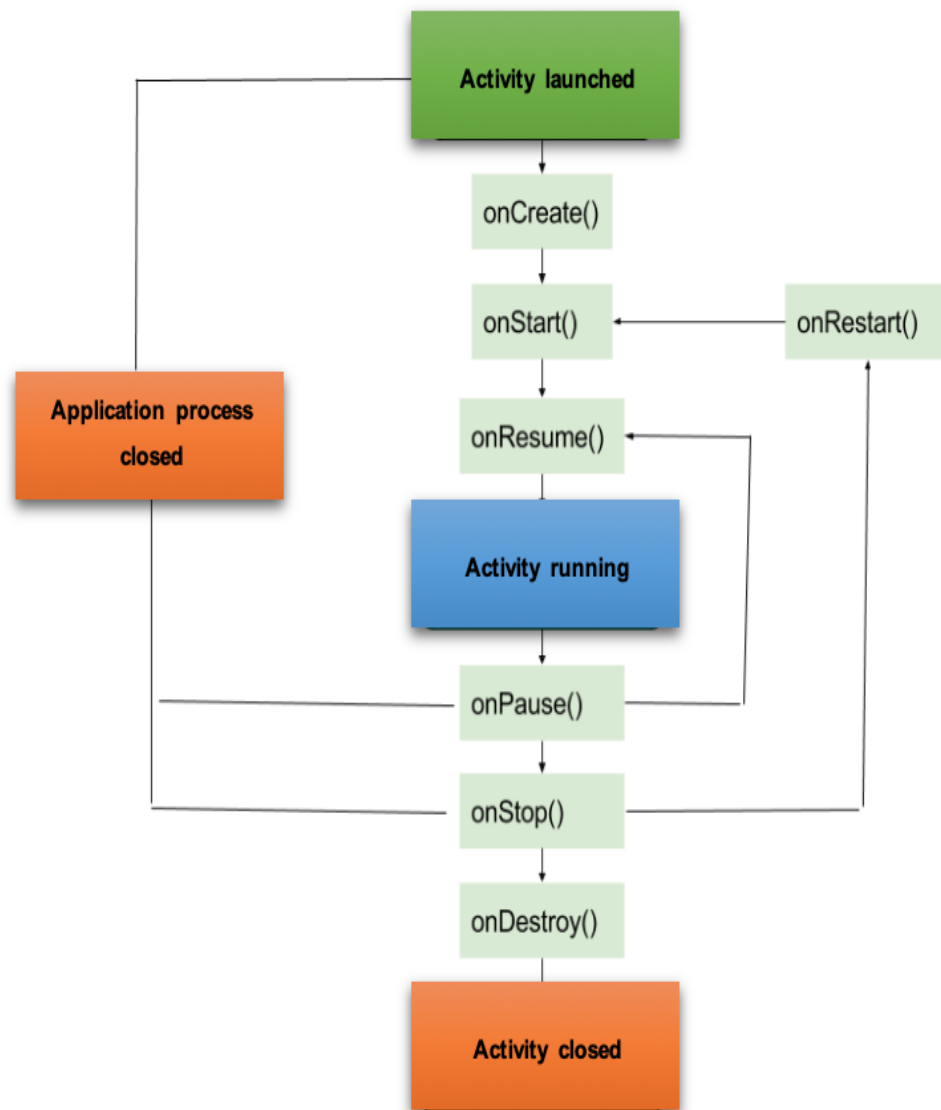 Activity launched
onCreate()
onStart()
onRestart()
Application process
closed
onResume()
Activity running
onPause()
onStop()
onDestroy()
Activity closed